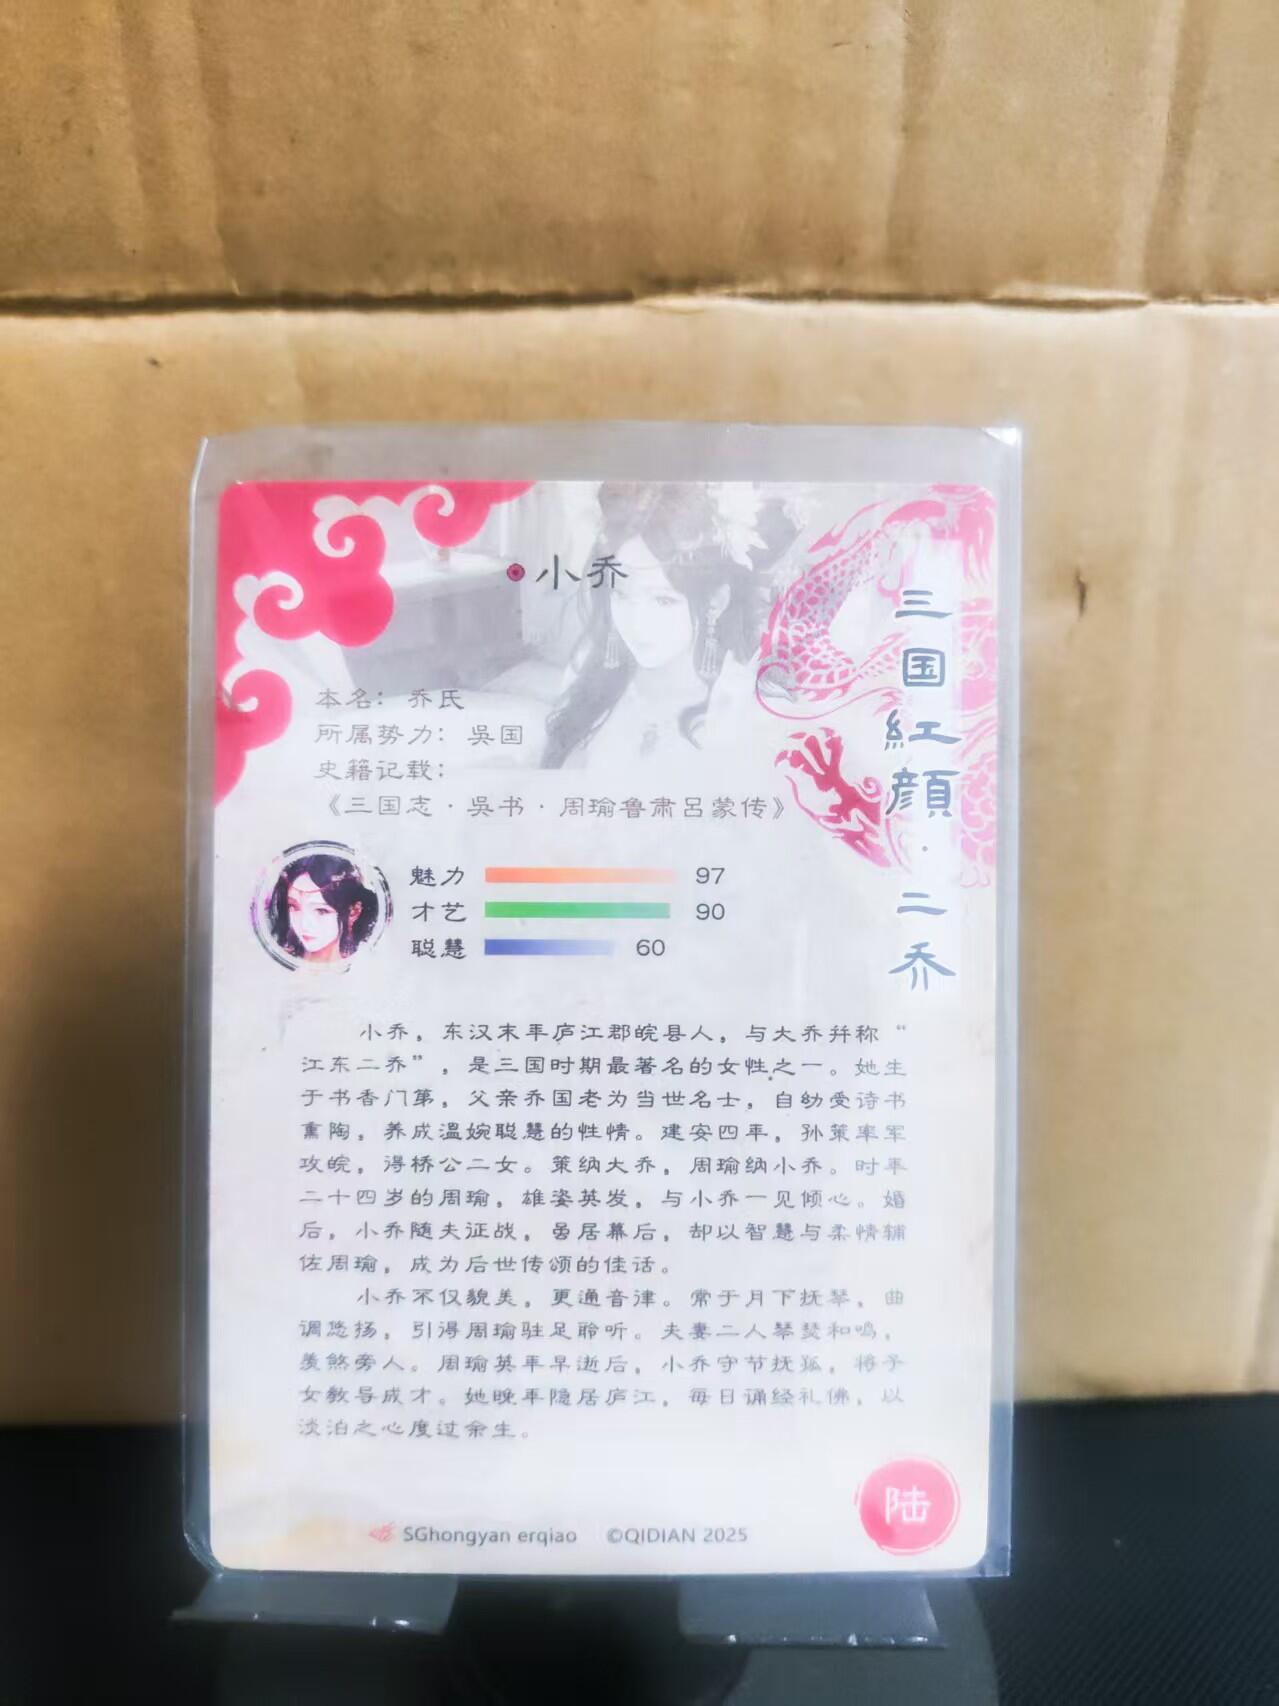 小乔
三国紅顔·二乔
本名：乔氏
所属势力：吳国
史籍记载：
《三国志·吳书·周瑜鲁肃吕蒙传》
魅力 97
才艺 90
聪慧 60
小乔，东汉末年庐江郡皖县人，与大乔并称“
江东二乔”，是三国时期最著名的女性之一。她生
于书香门第，父亲乔国老为当世名士，自幼受诗书
熏陶，养成温婉聪慧的性情。建安四年，孙策率军
攻皖，得桥公二女。策纳大乔，周瑜纳小乔。时年
二十四岁的周瑜，雄姿英发，与小乔一见倾心。婚
后，小乔随夫征战，虽居幕后，却以智慧与柔情辅
佐周瑜，成为后世传颂的佳话。
小乔不仅貌美，更通音律。常于月下抚琴，曲
调悠扬，引得周瑜驻足聆听。夫妻二人琴瑟和鸣，
羡煞旁人。周瑜英年早逝后，小乔守节抚孤，将子
女教导成才。她晚年隐居庐江，每日诵经礼佛，以
淡泊之心度过余生。
陆
SGhongyan erqiao ©QIDIAN 2025